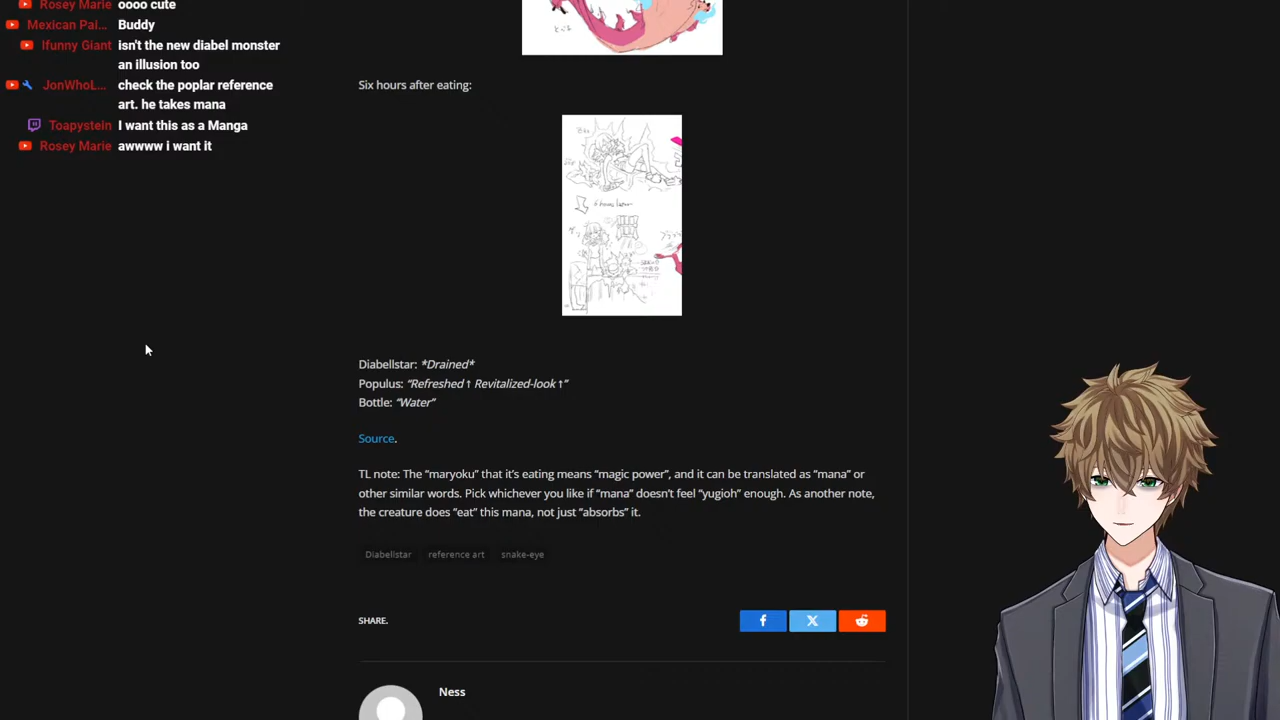 Rosey Marie oooo cute
Mexican Pai... Buddy
Ifunny Giant isn't the new diabel monster
an illusion too
JonWhoL... check the poplar reference
art. he takes mana
Toapystein I want this as a Manga
Rosey Marie awwww i want it
Six hours after eating:
Diabellstar: *Drained*
Populus: “Refreshed↑ Revitalized-look↑”
Bottle: “Water”
Source.
TL note: The “maryoku” that it’s eating means “magic power”, and it can be translated as “mana” or
other similar words. Pick whichever you like if “mana” doesn’t feel “yugioh” enough. As another note,
the creature does “eat” this mana, not just “absorbs” it.
Diabellstar reference art snake-eye
SHARE.
Ness